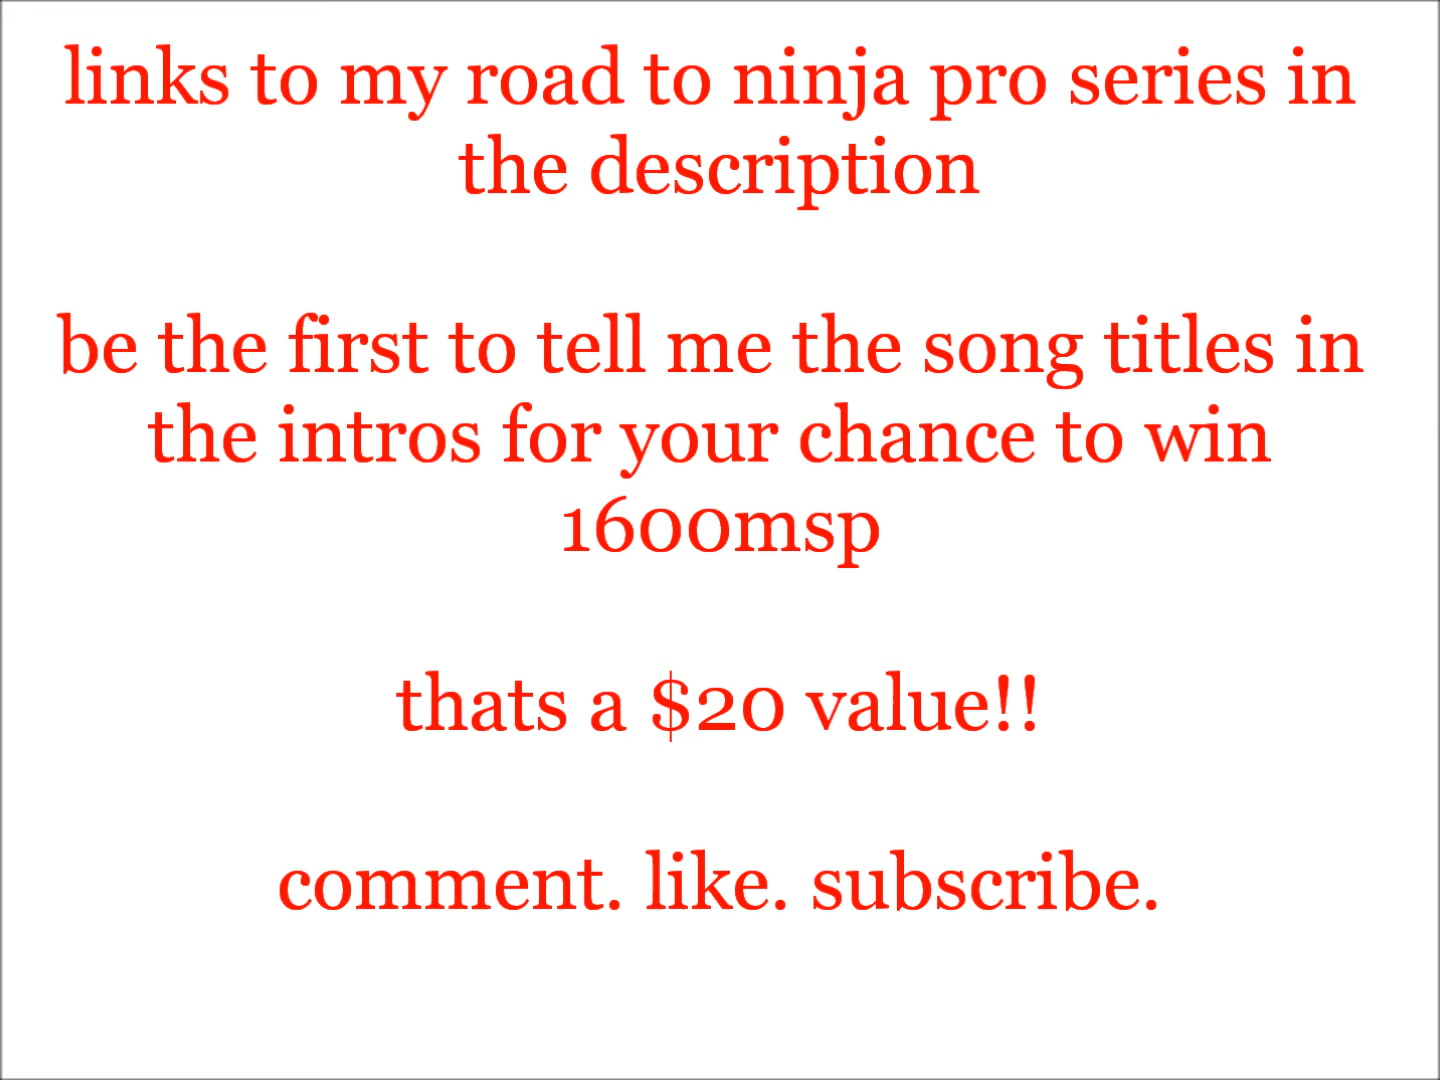 links to my road to ninja pro series in
the description
be the first to tell me the song titles in
the intros for your chance to win
1600msp
thats a $20 value!!
comment. like. subscribe.